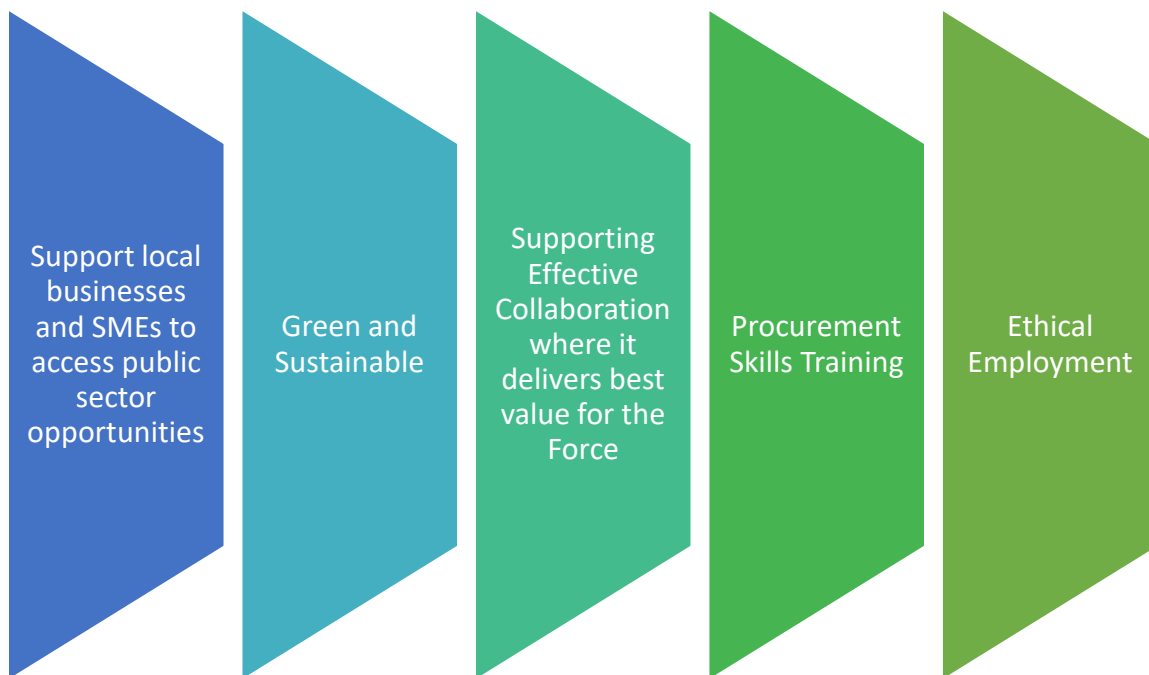 Support local
businesses
and SMEs to
access public
sector
opportunities
Green and
Sustainable
Supporting
Effective
Collaboration
where it
delivers best
value for the
Force
Procurement
Skills Training
Ethical
Employment